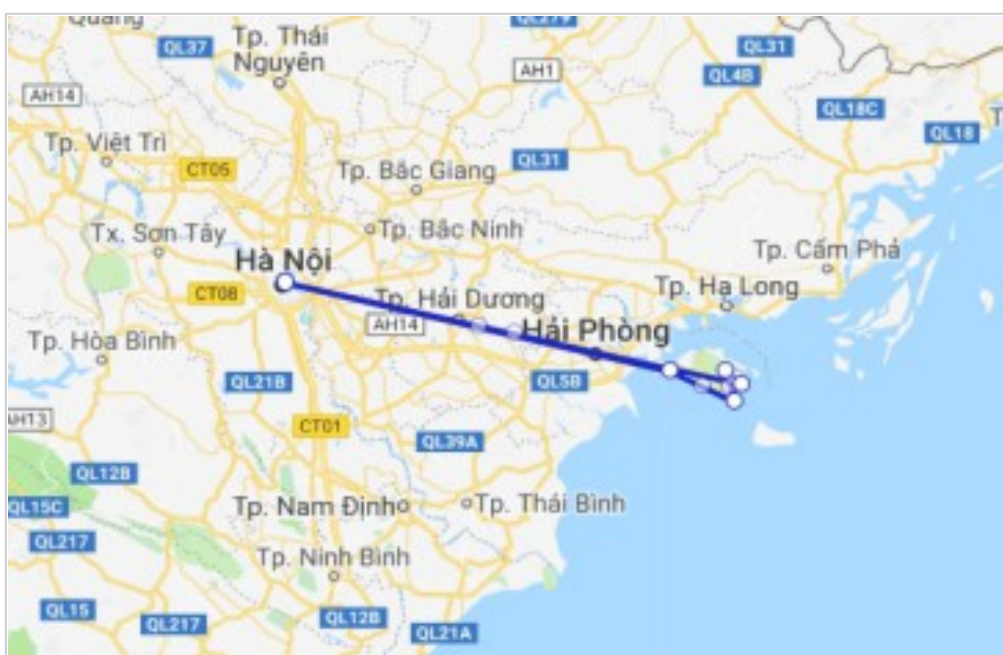 Quang
QL279
QL37
Tp. Thái
Nguyên
QL31
AH1
QL4B
AH14
QL18C
QL18
T
Tp. Việt Trì
CT05
QL31
Tp. Bắc Giang
Tx. Sơn Tây
Tp. Bắc Ninh
Hà Nội
Tp. Cẩm Phả
CT08
Tp. Hạ Long
Tp. Hải Dương
AH14
Hải Phòng
Tp. Hòa Bình
QL21B
QL5B
AH13
CT01
QL39A
QL12B
QL15C
Tp. Nam Định
Tp. Thái Bình
QL217
Tp. Ninh Bình
QL15
QL217
QL12B
QL21A